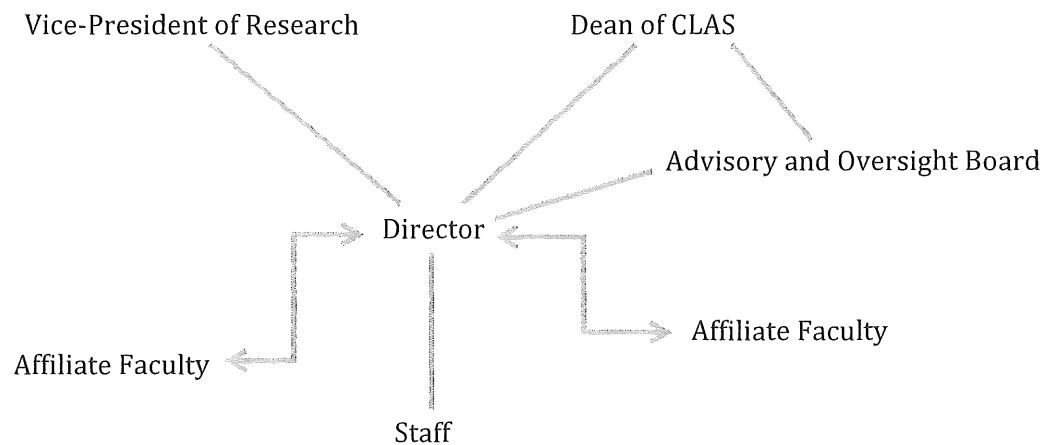 Vice-President of Research
Dean of CLAS
Advisory and Oversight Board
Director
Affiliate Faculty
Affiliate Faculty
Staff